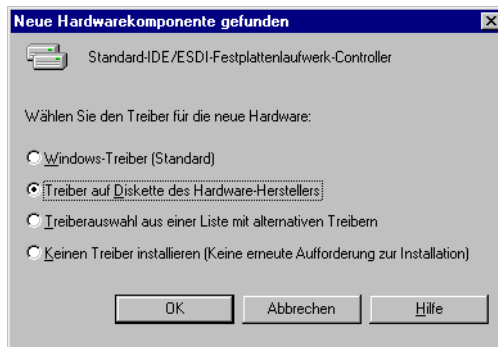 Neue Hardwarekomponente gefunden
Standard-IDE/ESDI-Festplattenlaufwerk-Controller
Wählen Sie den Treiber für die neue Hardware:
Windows-Treiber (Standard)
Treiber auf Diskette des Hardware-Herstellers
Treiberauswahl aus einer Liste mit alternativen Treibern
Keinen Treiber installieren (Keine erneute Aufforderung zur Installation)
OK Abbrechen Hilfe